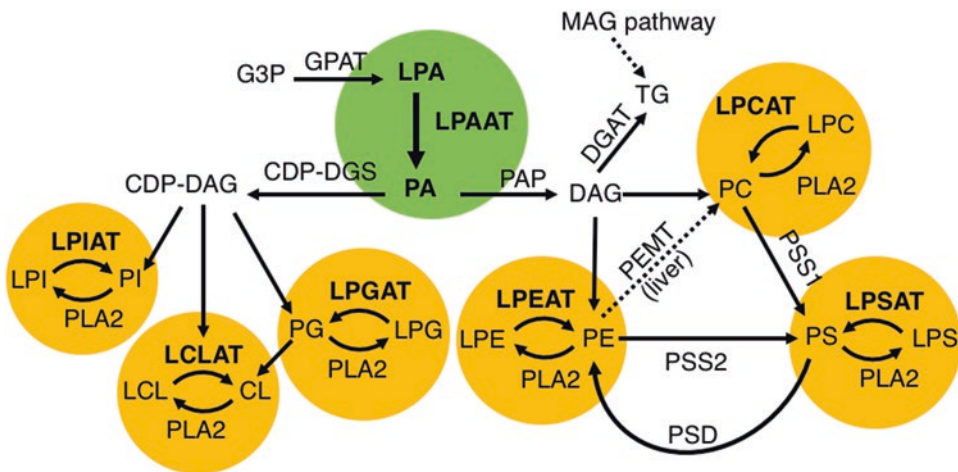 MAG pathway
G3P
GPAT
LPA
TG
LPAAT
DGAT
LPCAT
LPC
CDP-DAG
CDP-DGS
PA
PAP
DAG
PC
PLA2
LPIAT
LPI
PI
PLA2
PEMT
(liver)
PSS1
LPGAT
PG
LPG
PLA2
LPEAT
LPE
PE
PLA2
PSS2
LPSAT
PS
LPS
PLA2
LCLAT
LCL
CL
PLA2
PSD